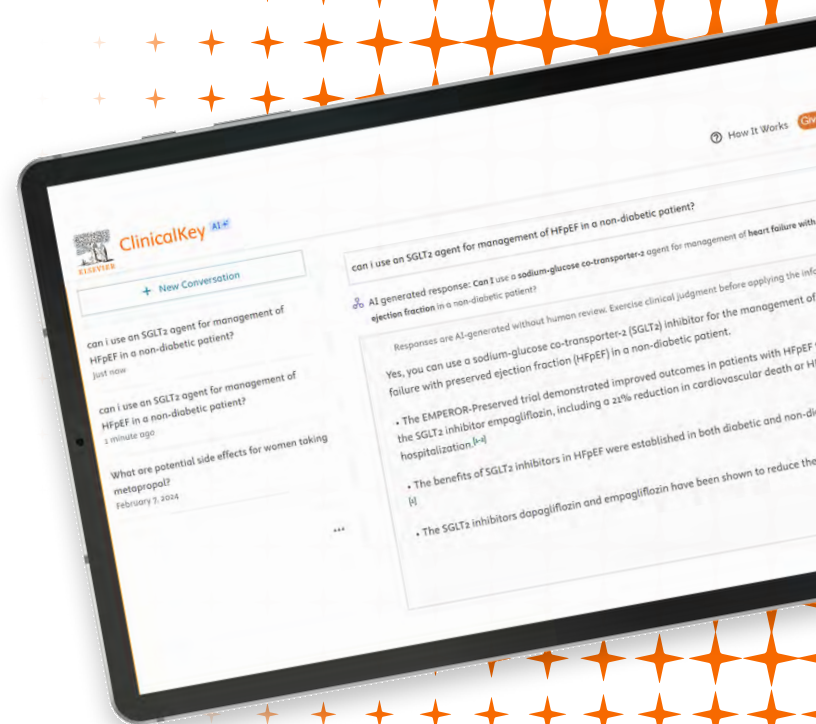 How It Works
ELSEVIER
ClinicalKey AI
+ New Conversation
can i use an SGLT2 agent for management of
HFpEF in a non-diabetic patient?
just now
can i use an SGLT2 agent for management of
HFpEF in a non-diabetic patient?
1 minute ago
What are potential side effects for women taking
metapropal?
February 7, 2024
...
can i use an SGLT2 agent for management of HFpEF in a non-diabetic patient?
AI generated response: Can I use a sodium-glucose co-transporter-2 agent for management of heart failure with
ejection fraction in a non-diabetic patient?
Responses are AI-generated without human review. Exercise clinical judgment before applying the
Yes, you can use a sodium-glucose co-transporter-2 (SGLT2) inhibitor for the management of
failure with preserved ejection fraction (HFpEF) in a non-diabetic patient.
• The EMPEROR-Preserved trial demonstrated improved outcomes in patients with HFpEF
the SGLT2 inhibitor empagliflozin, including a 21% reduction in cardiovascular death or
hospitalization.
• The benefits of SGLT2 inhibitors in HFpEF were established in both diabetic and
• The SGLT2 inhibitors dapagliflozin and empagliflozin have been shown to reduce the